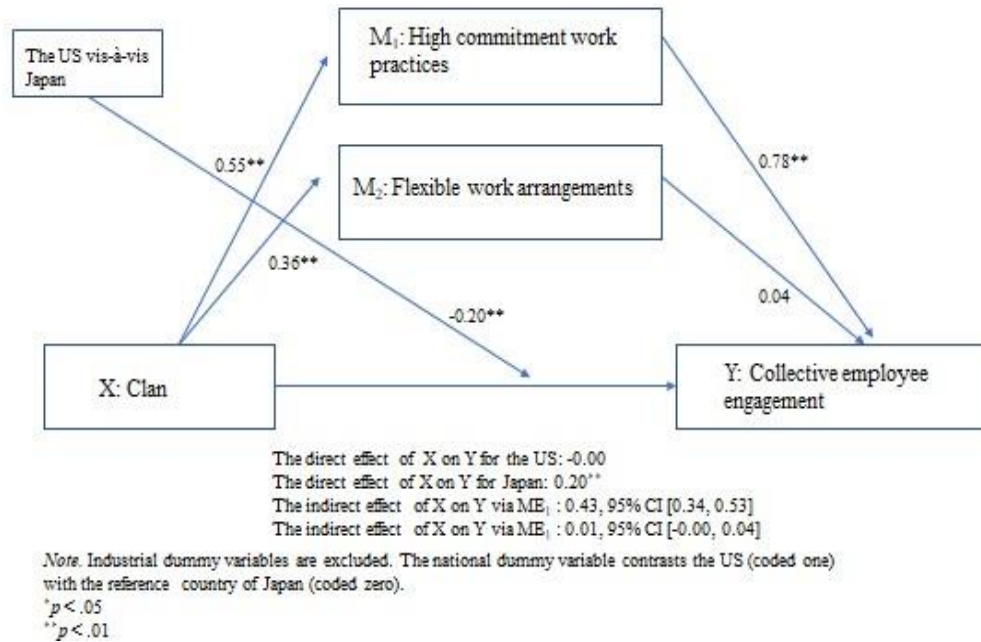 The US vis-à-vis
Japan
M₁: High commitment work
practices
0.55**
0.78**
M₂: Flexible work arrangements
0.36**
0.04
-0.20**
X: Clan
Y: Collective employee
engagement
The direct effect of X on Y for the US: -0.00
The direct effect of X on Y for Japan: 0.20**
The indirect effect of X on Y via ME₁ : 0.43, 95% CI [0.34, 0.53]
The indirect effect of X on Y via ME₁ : 0.01, 95% CI [-0.00, 0.04]
Note. Industrial dummy variables are excluded. The national dummy variable contrasts the US (coded one)
with the reference country of Japan (coded zero).
*p < .05
**p < .01